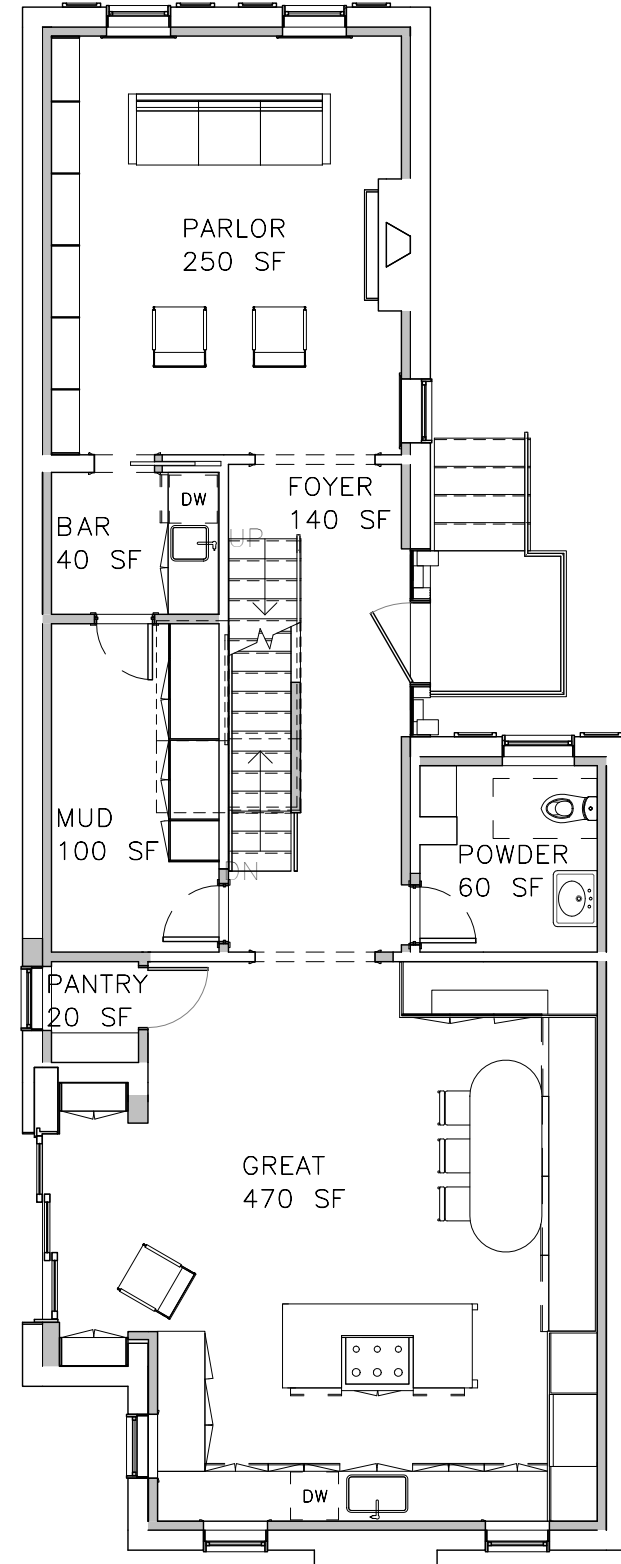 PARLOR
250 SF
DW
FOYER
140 SF
BAR
40 SF
UP
MUD
100 SF
POWDER
60 SF
DN
PANTRY
20 SF
GREAT
470 SF
DW